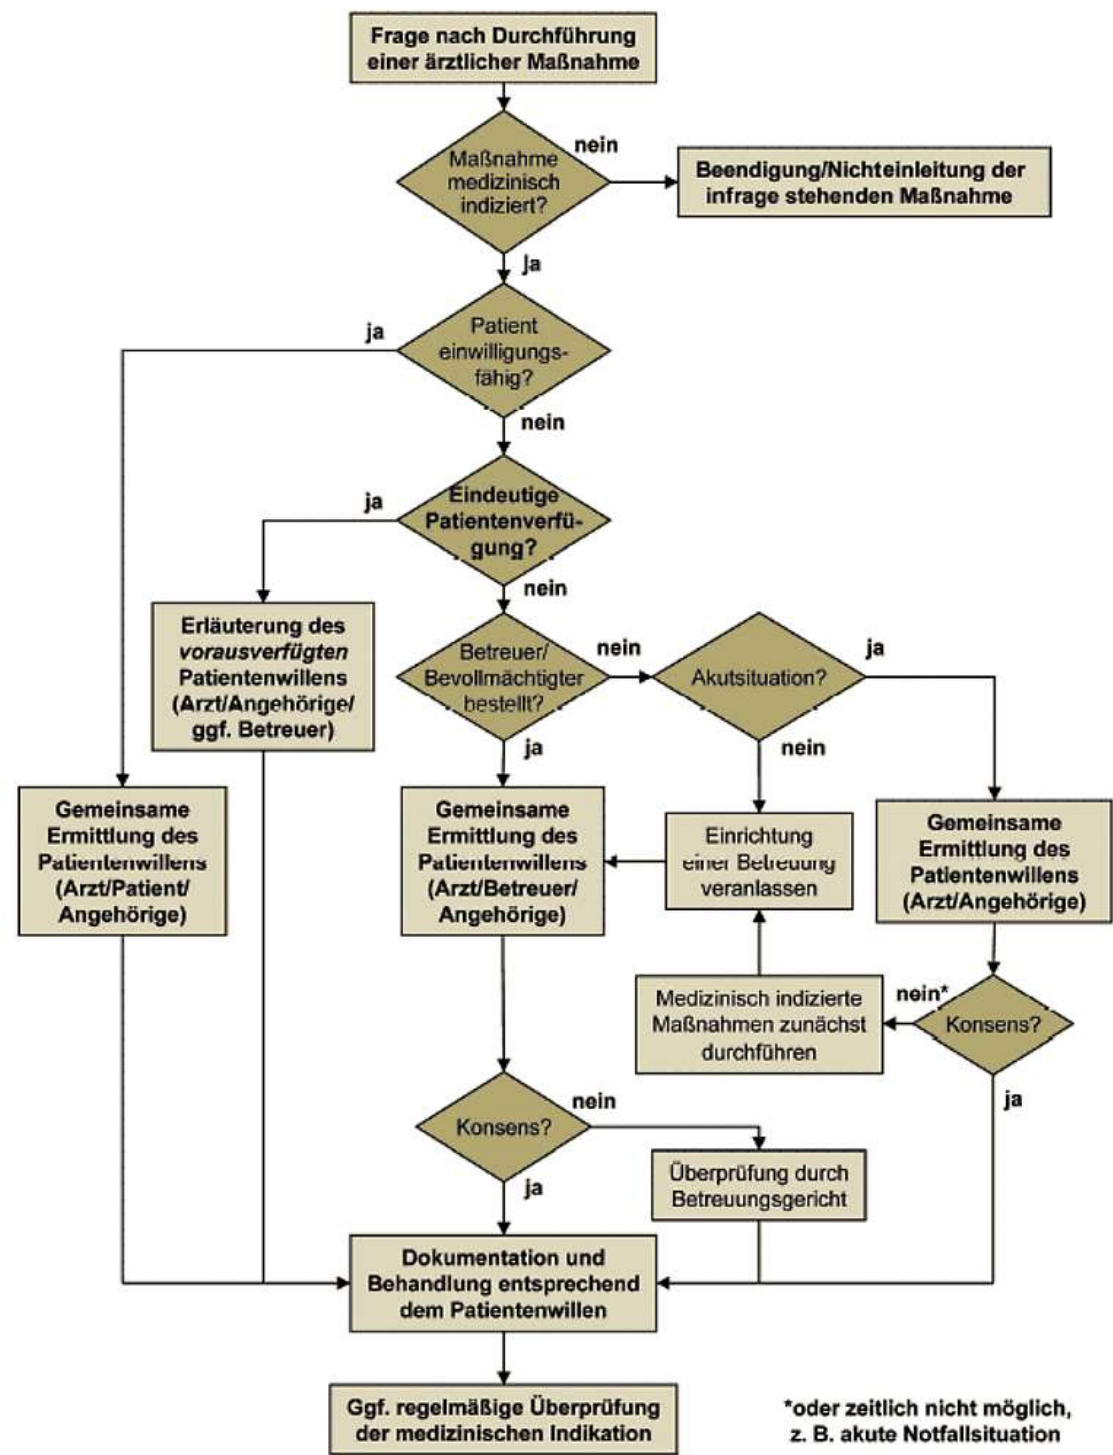 Frage nach Durchführung
einer ärztlicher Maßnahme
nein
Maßnahme
medizinisch
indiziert?
Beendigung/Nichteinleitung der
infrage stehenden Maßnahme
ja
ja
Patient
einwilligungs-
fähig?
nein
ja
Eindeutige
Patientenverfü-
gung?
nein
Erläuterung des
vorausverfügten
Patientenwillens
(Arzt/Angehörige/
ggf. Betreuer)
Betreuer/
Bevollmächtigter
bestellt?
nein
Akutsituation?
ja
ja
nein
Gemeinsame
Ermittlung des
Patientenwillens
(Arzt/Patient/
Angehörige)
Gemeinsame
Ermittlung des
Patientenwillens
(Arzt/Betreuer/
Angehörige)
Einrichtung
einer Betreuung
veranlassen
Gemeinsame
Ermittlung des
Patientenwillens
(Arzt/Angehörige)
Medizinisch indizierte
Maßnahmen zunächst
durchführen
nein*
Konsens?
ja
Konsens?
nein
ja
Überprüfung durch
Betreuungsgericht
Dokumentation und
Behandlung entsprechend
dem Patientenwillen
Ggf. regelmäßige Überprüfung
der medizinischen Indikation
*oder zeitlich nicht möglich,
z. B. akute Notfallsituation